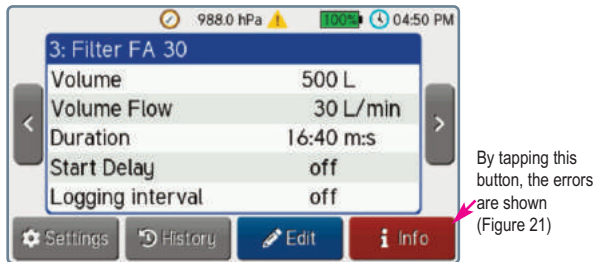 988.0 hPa 100% 04:50 PM
3: Filter FA 30
Volume 500 L
Volume Flow 30 L/min
Duration 16:40 m:s
Start Delay off
Logging interval off
< >
Settings History Edit i Info
By tapping this
button, the errors
are shown
(Figure 21)